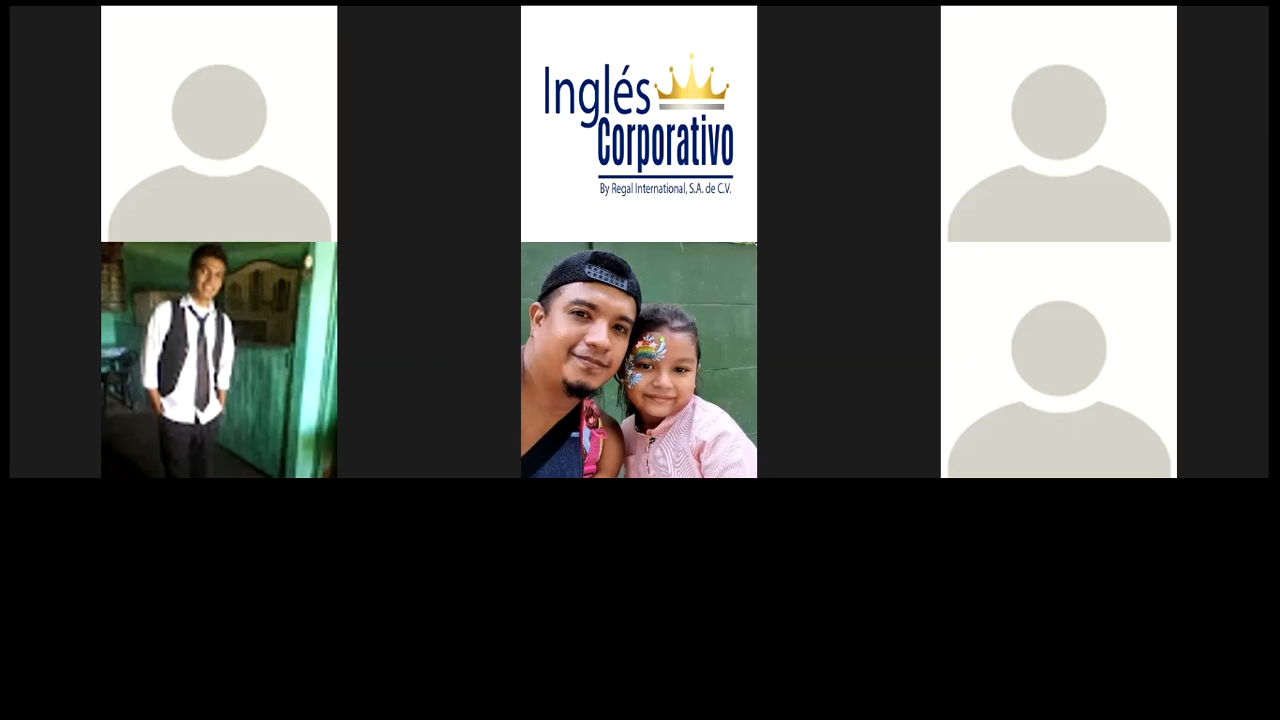 Inglés
Corporativo
By Regal International, S.A. de C.V.